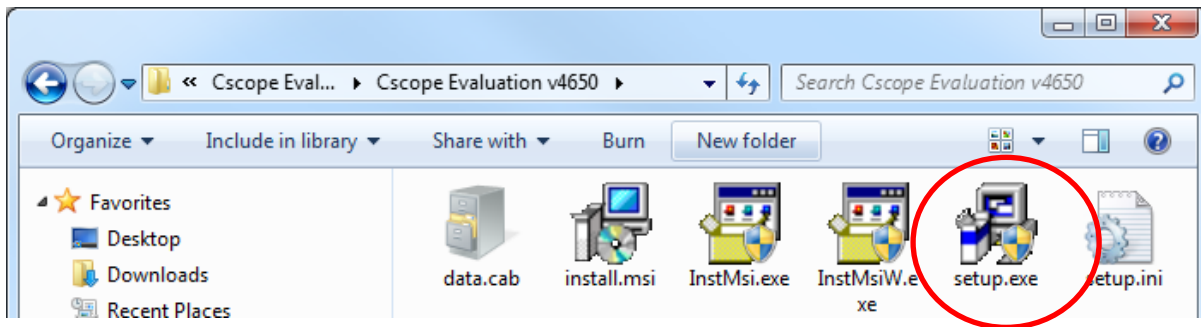 « Cscope Eval... Cscope Evaluation v4650
Search Cscope Evaluation v4650
Organize Include in library Share with Burn New folder
Favorites
Desktop
Downloads
Recent Places
data.cab install.msi InstMsi.exe InstMsiW.e setup.exe setup.ini
xe